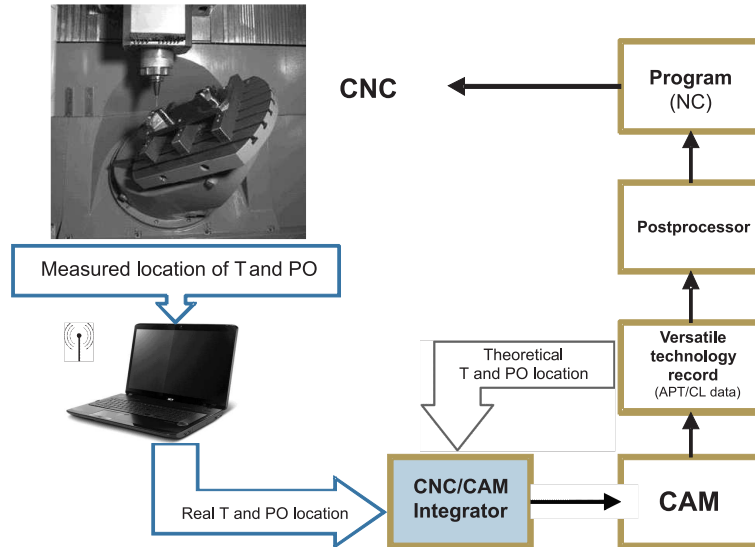 CNC
Program
(NC)
Postprocessor
Measured location of T and PO
Versatile
technology
record
(APT/CL data)
Theoretical
T and PO location
CNC/CAM
Integrator
CAM
Real T and PO location